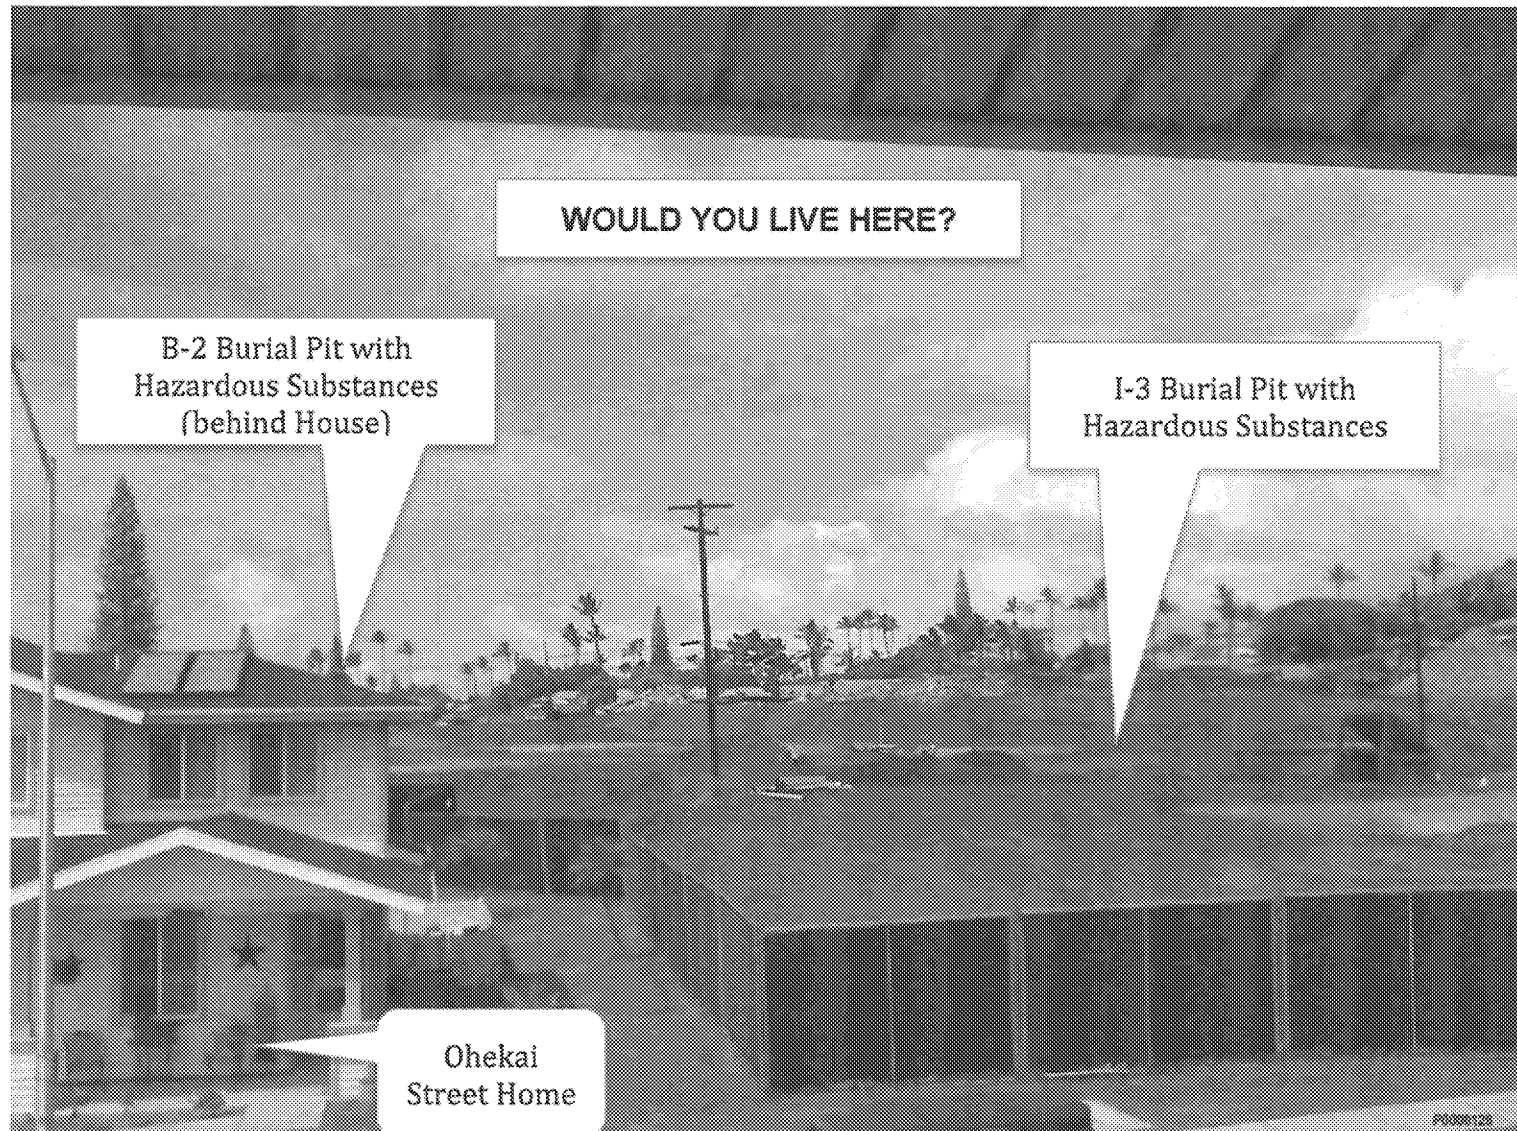 WOULD YOU LIVE HERE?
B-2 Burial Pit with
Hazardous Substances
(behind House)
I-3 Burial Pit with
Hazardous Substances
Ohekai
Street Home